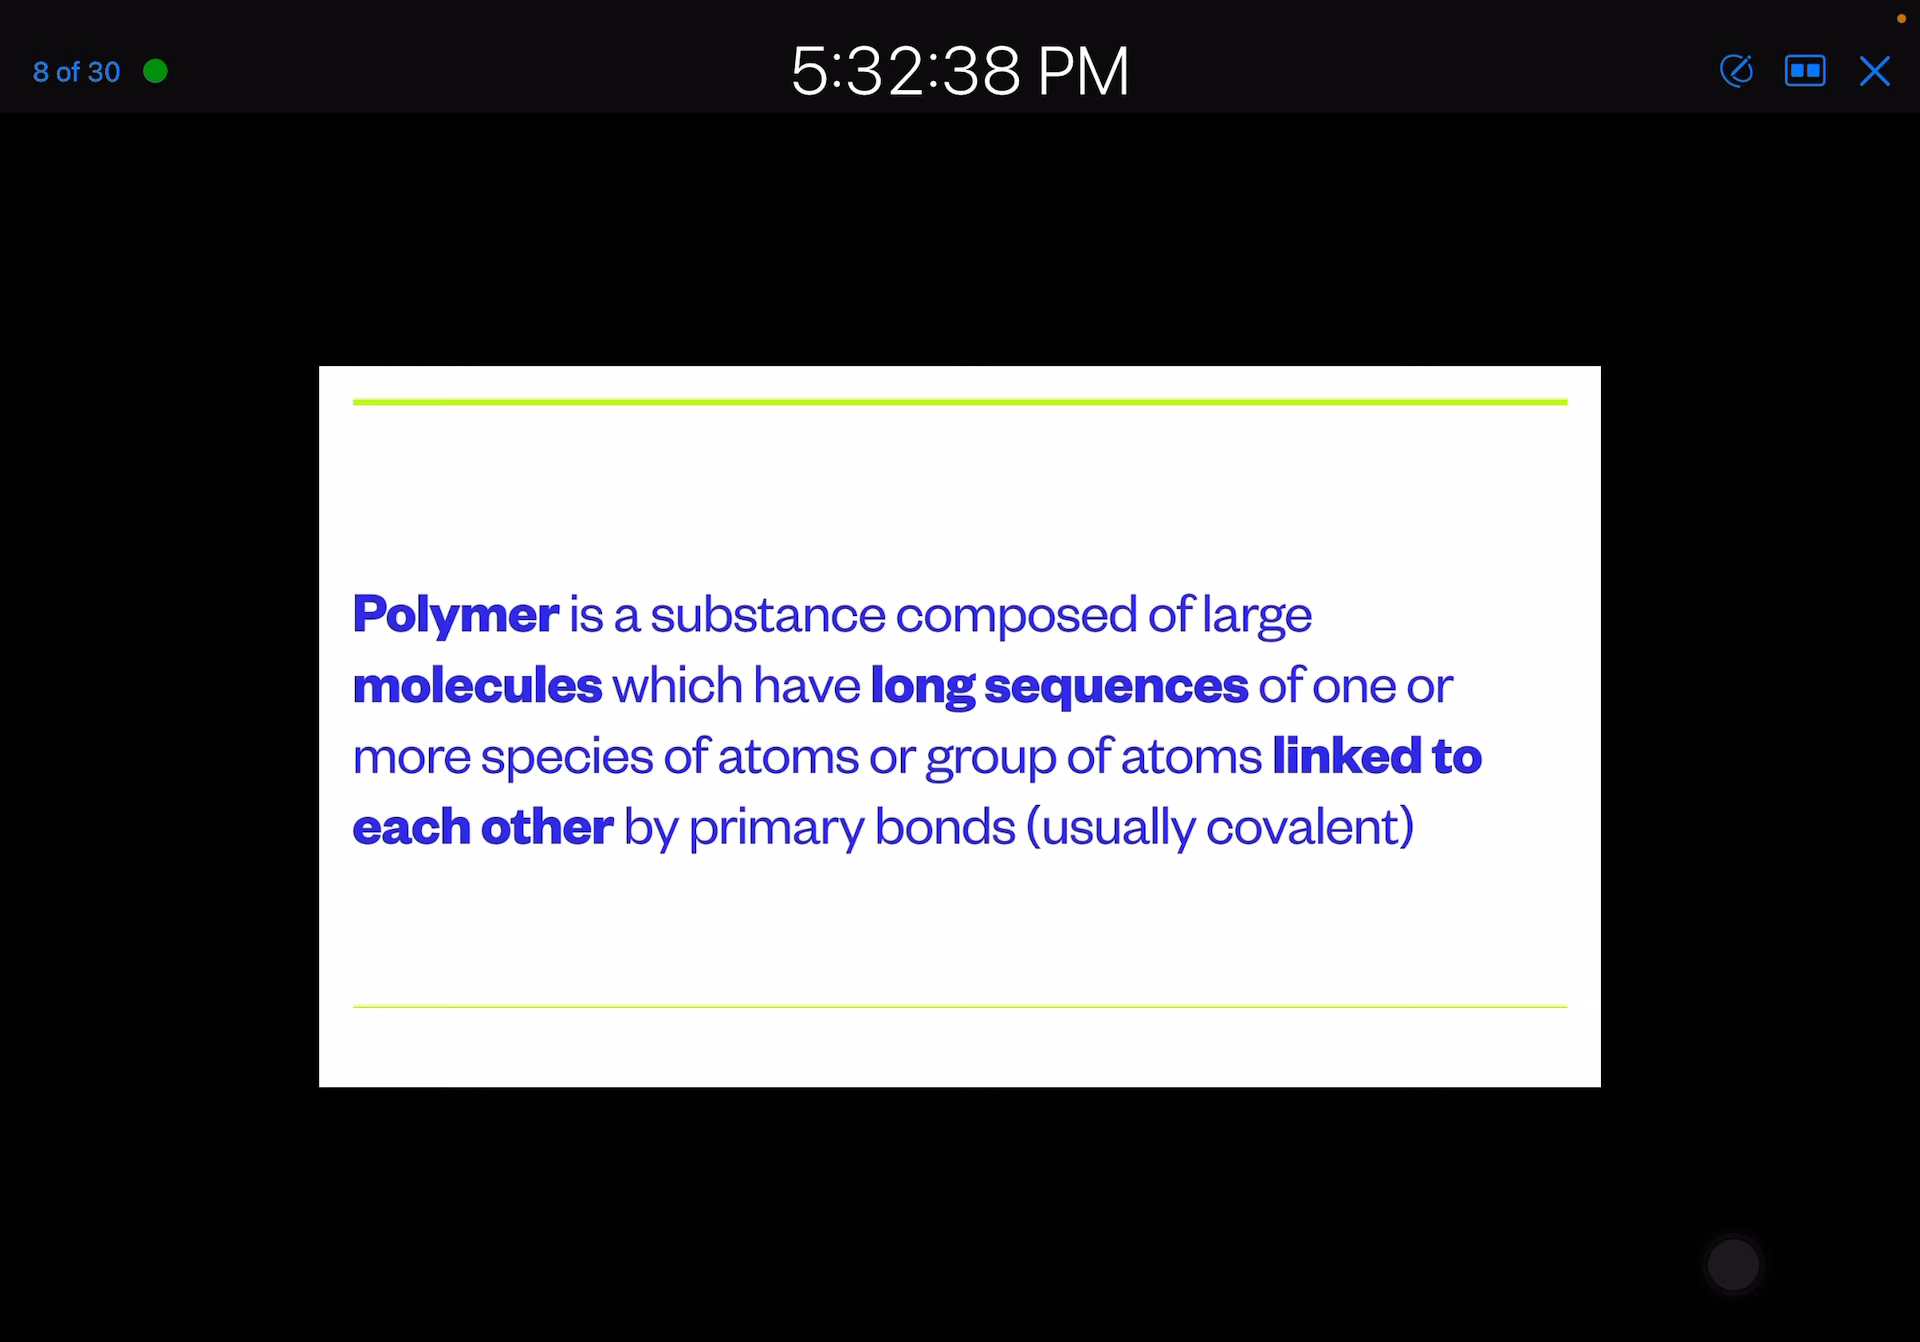 8 of 30
5:32:38 PM
Polymer is a substance composed of large
molecules which have long sequences of one or
more species of atoms or group of atoms linked to
each other by primary bonds (usually covalent)